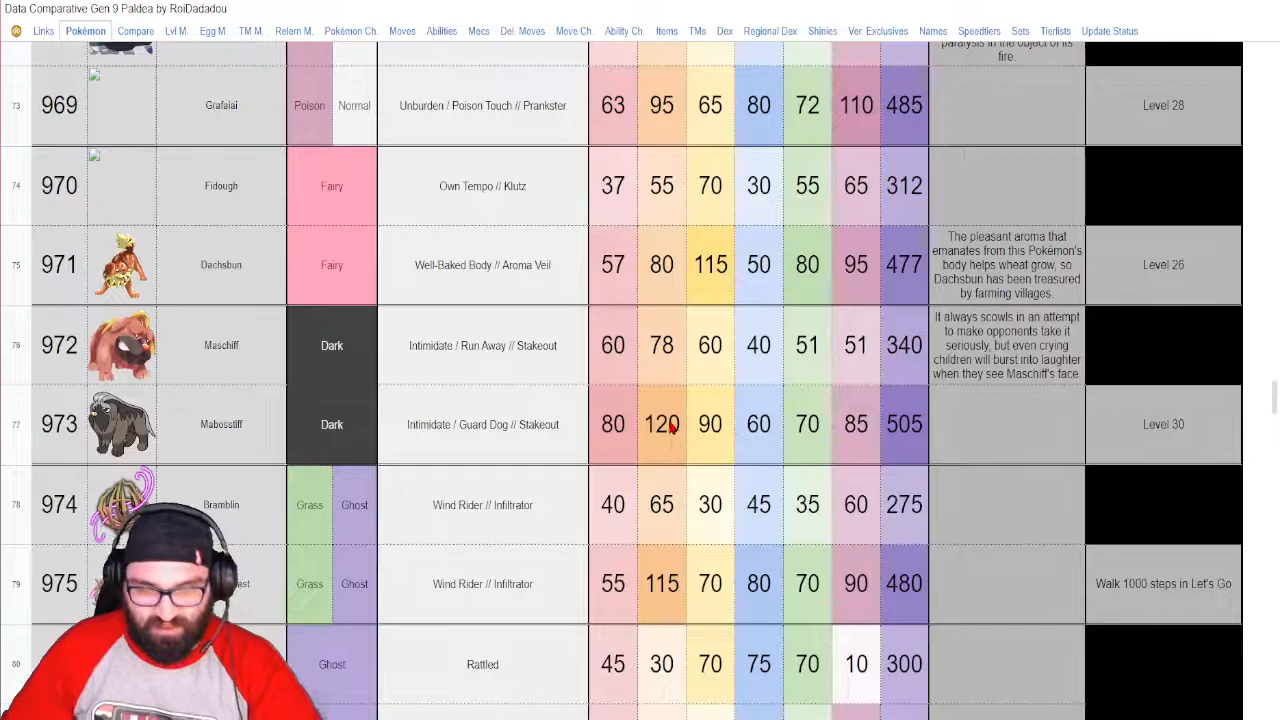 Data Comparative Gen 9 Paldea by RoiDadadou
Links Pokémon Compare Lvl M. Egg M. TM M. Relern M. Pokémon Ch. Moves Abilities Mecs Del. Moves Move Ch. Ability Ch. Items TMs Dex Regional Dex Shinies Ver. Exclusives Names Speedtiers Sets Tierlists Update Status
paralysis in the object of its
fire.
73 969 Grafaiai Poison Normal Unburden / Poison Touch // Prankster 63 95 65 80 72 110 485 Level 28
74 970 Fidough Fairy Own Tempo // Klutz 37 55 70 30 55 65 312
75 971 Dachsbun Fairy Well-Baked Body // Aroma Veil 57 80 115 50 80 95 477
The pleasant aroma that
emanates from this Pokémon's
body helps wheat grow, so
Dachsbun has been treasured
by farming villages.
Level 26
76 972 Maschiff Dark Intimidate / Run Away // Stakeout 60 78 60 40 51 51 340
It always scowls in an attempt
to make opponents take it
seriously, but even crying
children will burst into laughter
when they see Maschiff's face
77 973 Mabosstiff Dark Intimidate / Guard Dog // Stakeout 80 120 90 60 70 85 505 Level 30
78 974 Bramblin Grass Ghost Wind Rider // Infiltrator 40 65 30 45 35 60 275
79 975 Grass Ghost Wind Rider // Infiltrator 55 115 70 80 70 90 480 Walk 1000 steps in Let's Go
80 Ghost Rattled 45 30 70 75 70 10 300